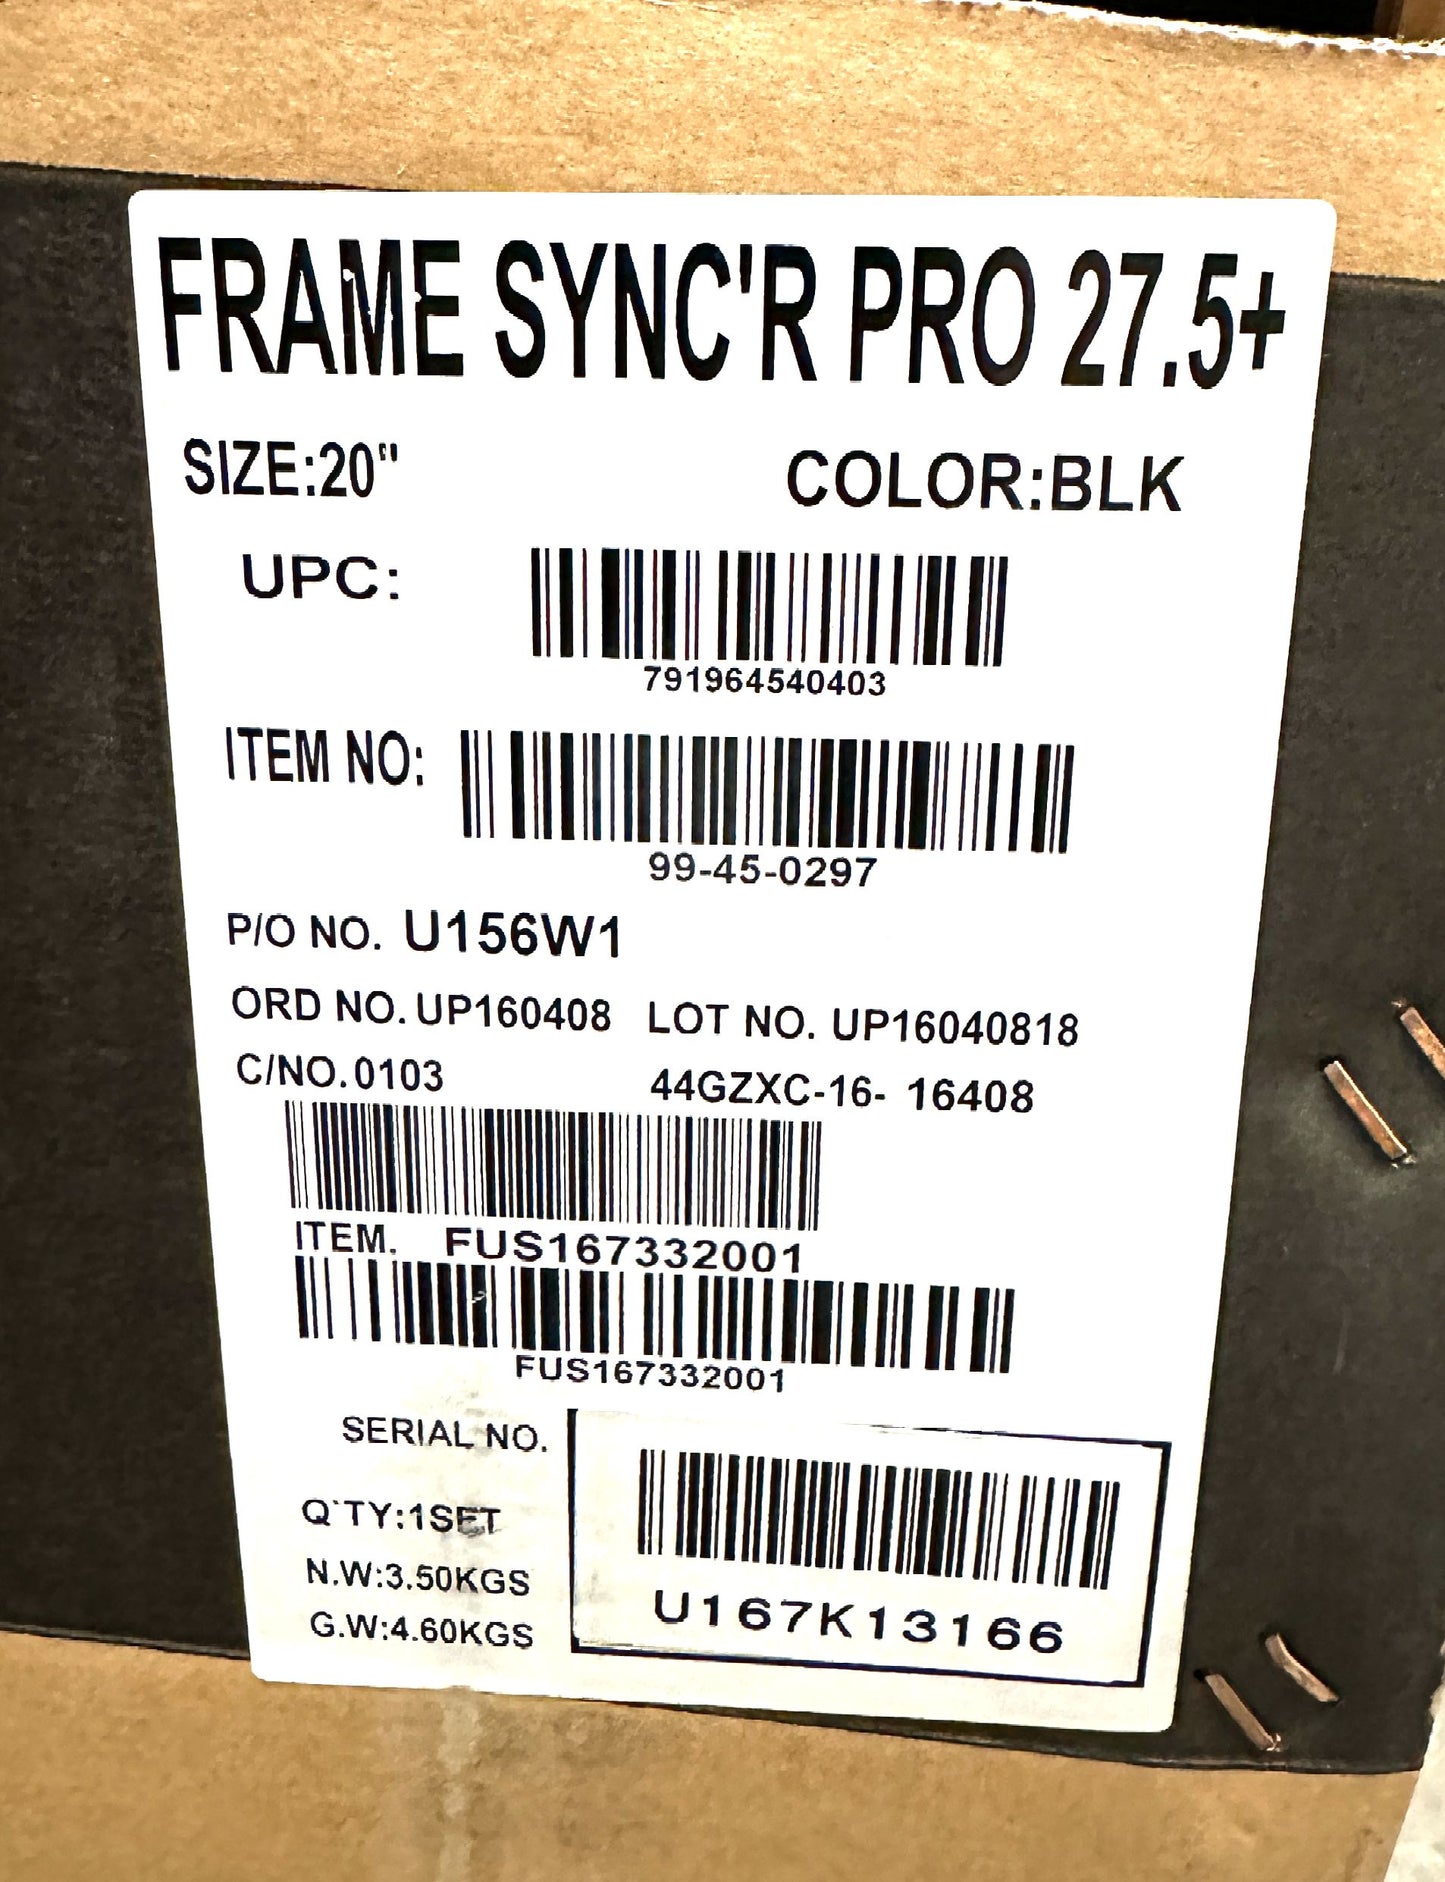 FRAME SYNC'R PRO 27.5+
SIZE:20" COLOR:BLK
UPC:
791964540403
ITEM NO:
99-45-0297
P/O NO. U156W1
ORD NO. UP160408 LOT NO. UP16040818
C/NO.0103 44GZXC-16- 16408
ITEM. FUS167332001
FUS167332001
SERIAL NO.
Q'TY:1SET
N.W:3.50KGS
G.W:4.60KGS
U167K13166